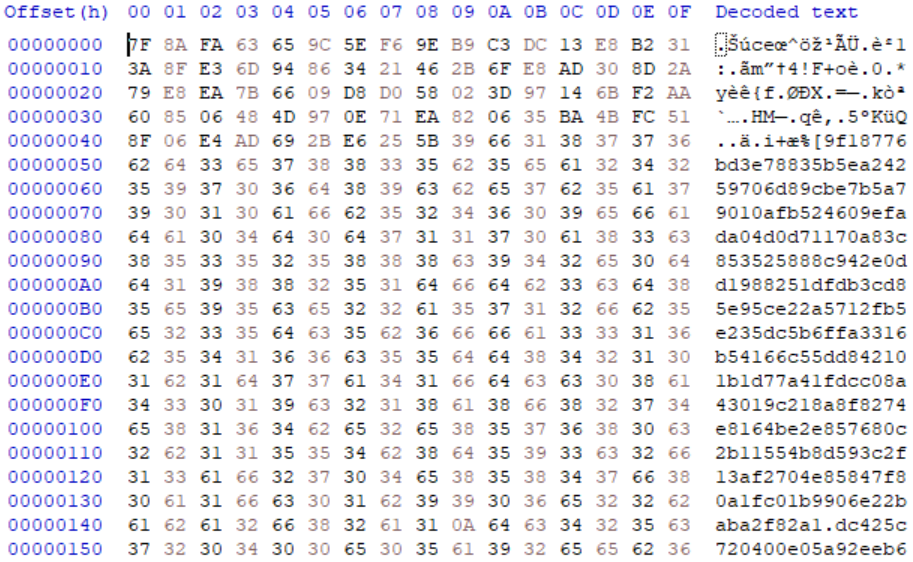 Offset(h) 00 01 02 03 04 05 06 07 08 09 0A 0B 0C 0D 0E 0F Decoded text
00000000 7F 8A FA 63 65 9C 5E F6 9E B9 C3 DC 13 E8 B2 31 .Šúceœ^öž¹ÃÜ.è²1
00000010 3A 8F E3 6D 94 86 34 21 46 2B 6F E8 AD 30 8D 2A :.ãm”†4!F+oè.0.*
00000020 79 E8 EA 7B 66 09 D8 D0 58 02 3D 97 14 6B F2 AA yèê{f.ØÐX.=—.kòª
00000030 60 85 06 48 4D 97 0E 71 EA 82 06 35 BA 4B FC 51 `….HM—.qê‚.5ºKüQ
00000040 8F 06 E4 AD 69 2B E6 25 5B 39 66 31 38 37 37 36 ..ä.i+æ%[9f18776
00000050 62 64 33 65 37 38 38 33 35 62 35 65 61 32 34 32 bd3e78835b5ea242
00000060 35 39 37 30 36 64 38 39 63 62 65 37 62 35 61 37 59706d89cbe7b5a7
00000070 39 30 31 30 61 66 62 35 32 34 36 30 39 65 66 61 9010afb524609efa
00000080 64 61 30 34 64 30 64 37 31 31 37 30 61 38 33 63 da04d0d71170a83c
00000090 38 35 33 35 32 35 38 38 38 63 39 34 32 65 30 64 853525888c942e0d
000000A0 64 31 39 38 38 32 35 31 64 66 64 62 33 63 64 38 d1988251dfdb3cd8
000000B0 35 65 39 35 63 65 32 32 61 35 37 31 32 66 62 35 5e95ce22a5712fb5
000000C0 65 32 33 35 64 63 35 62 36 66 66 61 33 33 31 36 e235dc5b6ffa3316
000000D0 62 35 34 31 36 36 63 35 35 64 64 38 34 32 31 30 b54166c55dd84210
000000E0 31 62 31 64 37 37 61 34 31 66 64 63 63 30 38 61 1b1d77a41fdcc08a
000000F0 34 33 30 31 39 63 32 31 38 61 38 66 38 32 37 34 43019c218a8f8274
00000100 65 38 31 36 34 62 65 32 65 38 35 37 36 38 30 63 e8164be2e857680c
00000110 32 62 31 31 35 35 34 62 38 64 35 39 33 63 32 66 2b11554b8d593c2f
00000120 31 33 61 66 32 37 30 34 65 38 35 38 34 37 66 38 13af2704e85847f8
00000130 30 61 31 66 63 30 31 62 39 39 30 36 65 32 32 62 0a1fc01b9906e22b
00000140 61 62 61 32 66 38 32 61 31 0A 64 63 34 32 35 63 aba2f82a1.dc425c
00000150 37 32 30 34 30 30 65 30 35 61 39 32 65 65 62 36 720400e05a92eeb6